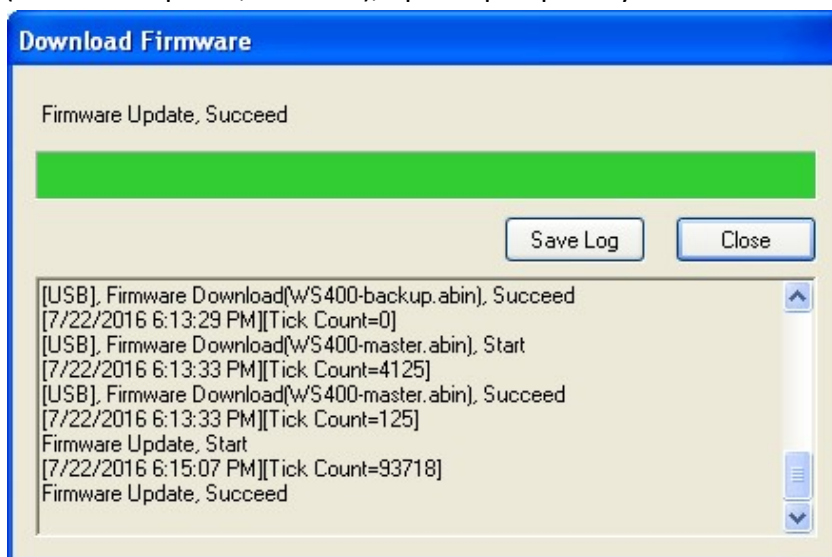 Download Firmware
Firmware Update, Succeed
Save Log
Close
[USB], Firmware Download(WS400-backup.abin), Succeed
[7/22/2016 6:13:29 PM][Tick Count=0]
[USB], Firmware Download(WS400-master.abin), Start
[7/22/2016 6:13:33 PM][Tick Count=4125]
[USB], Firmware Download(WS400-master.abin), Succeed
[7/22/2016 6:13:33 PM][Tick Count=125]
Firmware Update, Start
[7/22/2016 6:15:07 PM][Tick Count=93718]
Firmware Update, Succeed